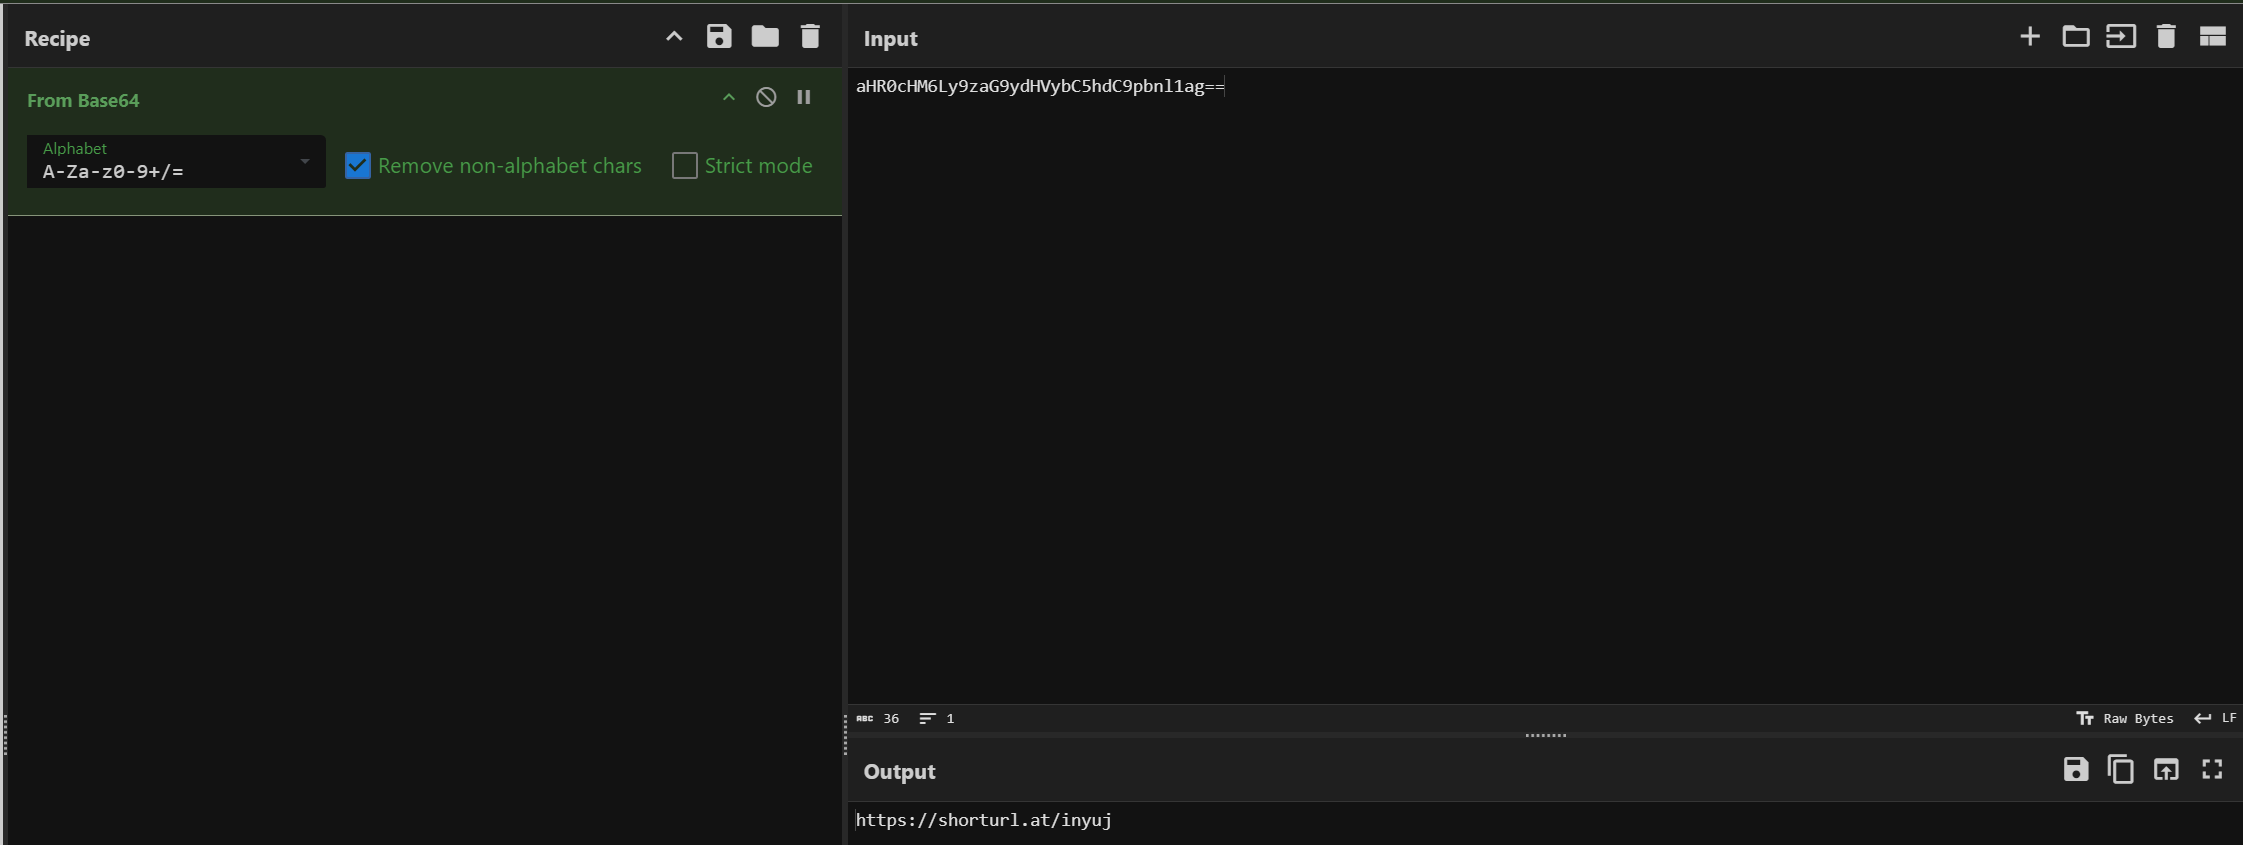 Recipe
From Base64
Alphabet
A-Za-z0-9+/=
Remove non-alphabet chars
Strict mode
Input
aHR0cHM6Ly9zaG9ydHVybC5hdC9pbnl1ag==
ABC 36 1
Raw Bytes LF
Output
https://shorturl.at/inyuj